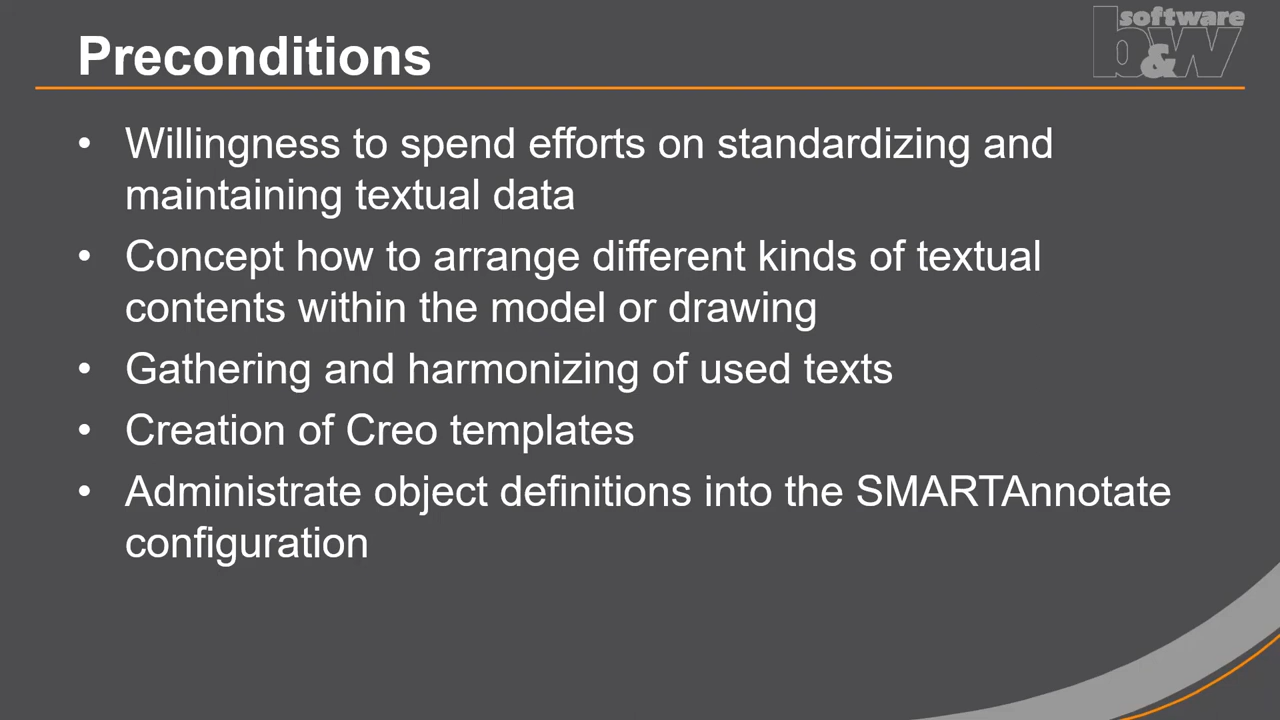 software
b&w
Preconditions
• Willingness to spend efforts on standardizing and
maintaining textual data
• Concept how to arrange different kinds of textual
contents within the model or drawing
• Gathering and harmonizing of used texts
• Creation of Creo templates
• Administrate object definitions into the SMARTAnnotate
configuration